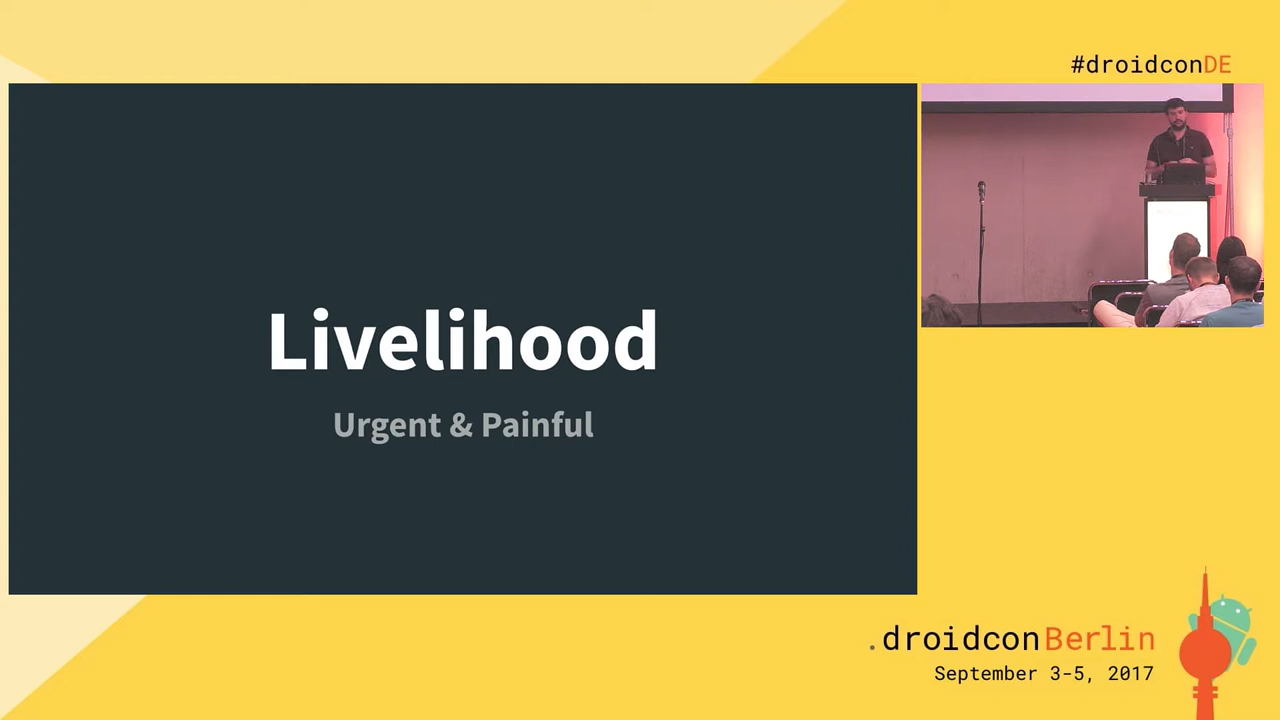 #droidconDE
Livelihood
Urgent & Painful
.droidconBerlin
September 3-5, 2017